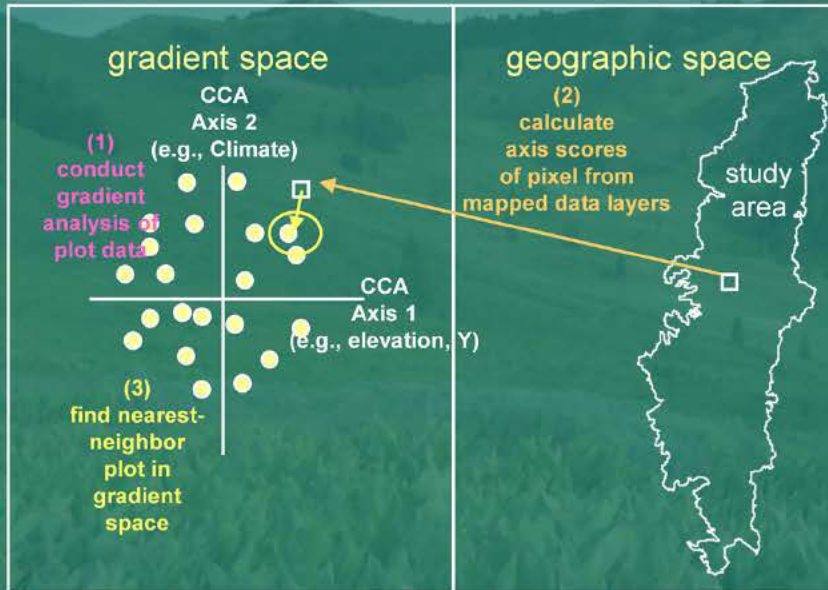 gradient space
CCA
Axis 2
(e.g., Climate)
(1)
conduct
gradient
analysis of
plot data
CCA
Axis 1
(e.g., elevation, Y)
(3)
find nearest-
neighbor
plot in
gradient
space
geographic space
(2)
calculate
axis scores
of pixel from
mapped data layers
study
area